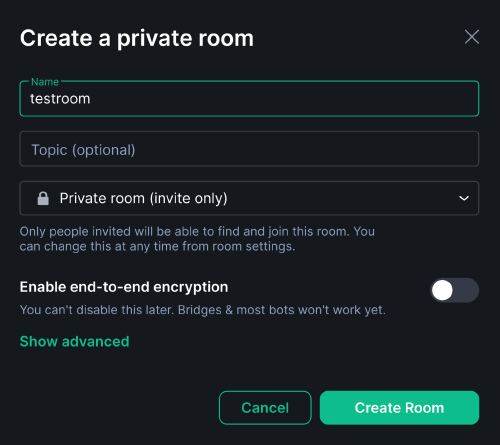 Create a private room
Name
testroom
Topic (optional)
Private room (invite only)
Only people invited will be able to find and join this room. You
can change this at any time from room settings.
Enable end-to-end encryption
You can't disable this later. Bridges & most bots won't work yet.
Show advanced
Cancel
Create Room